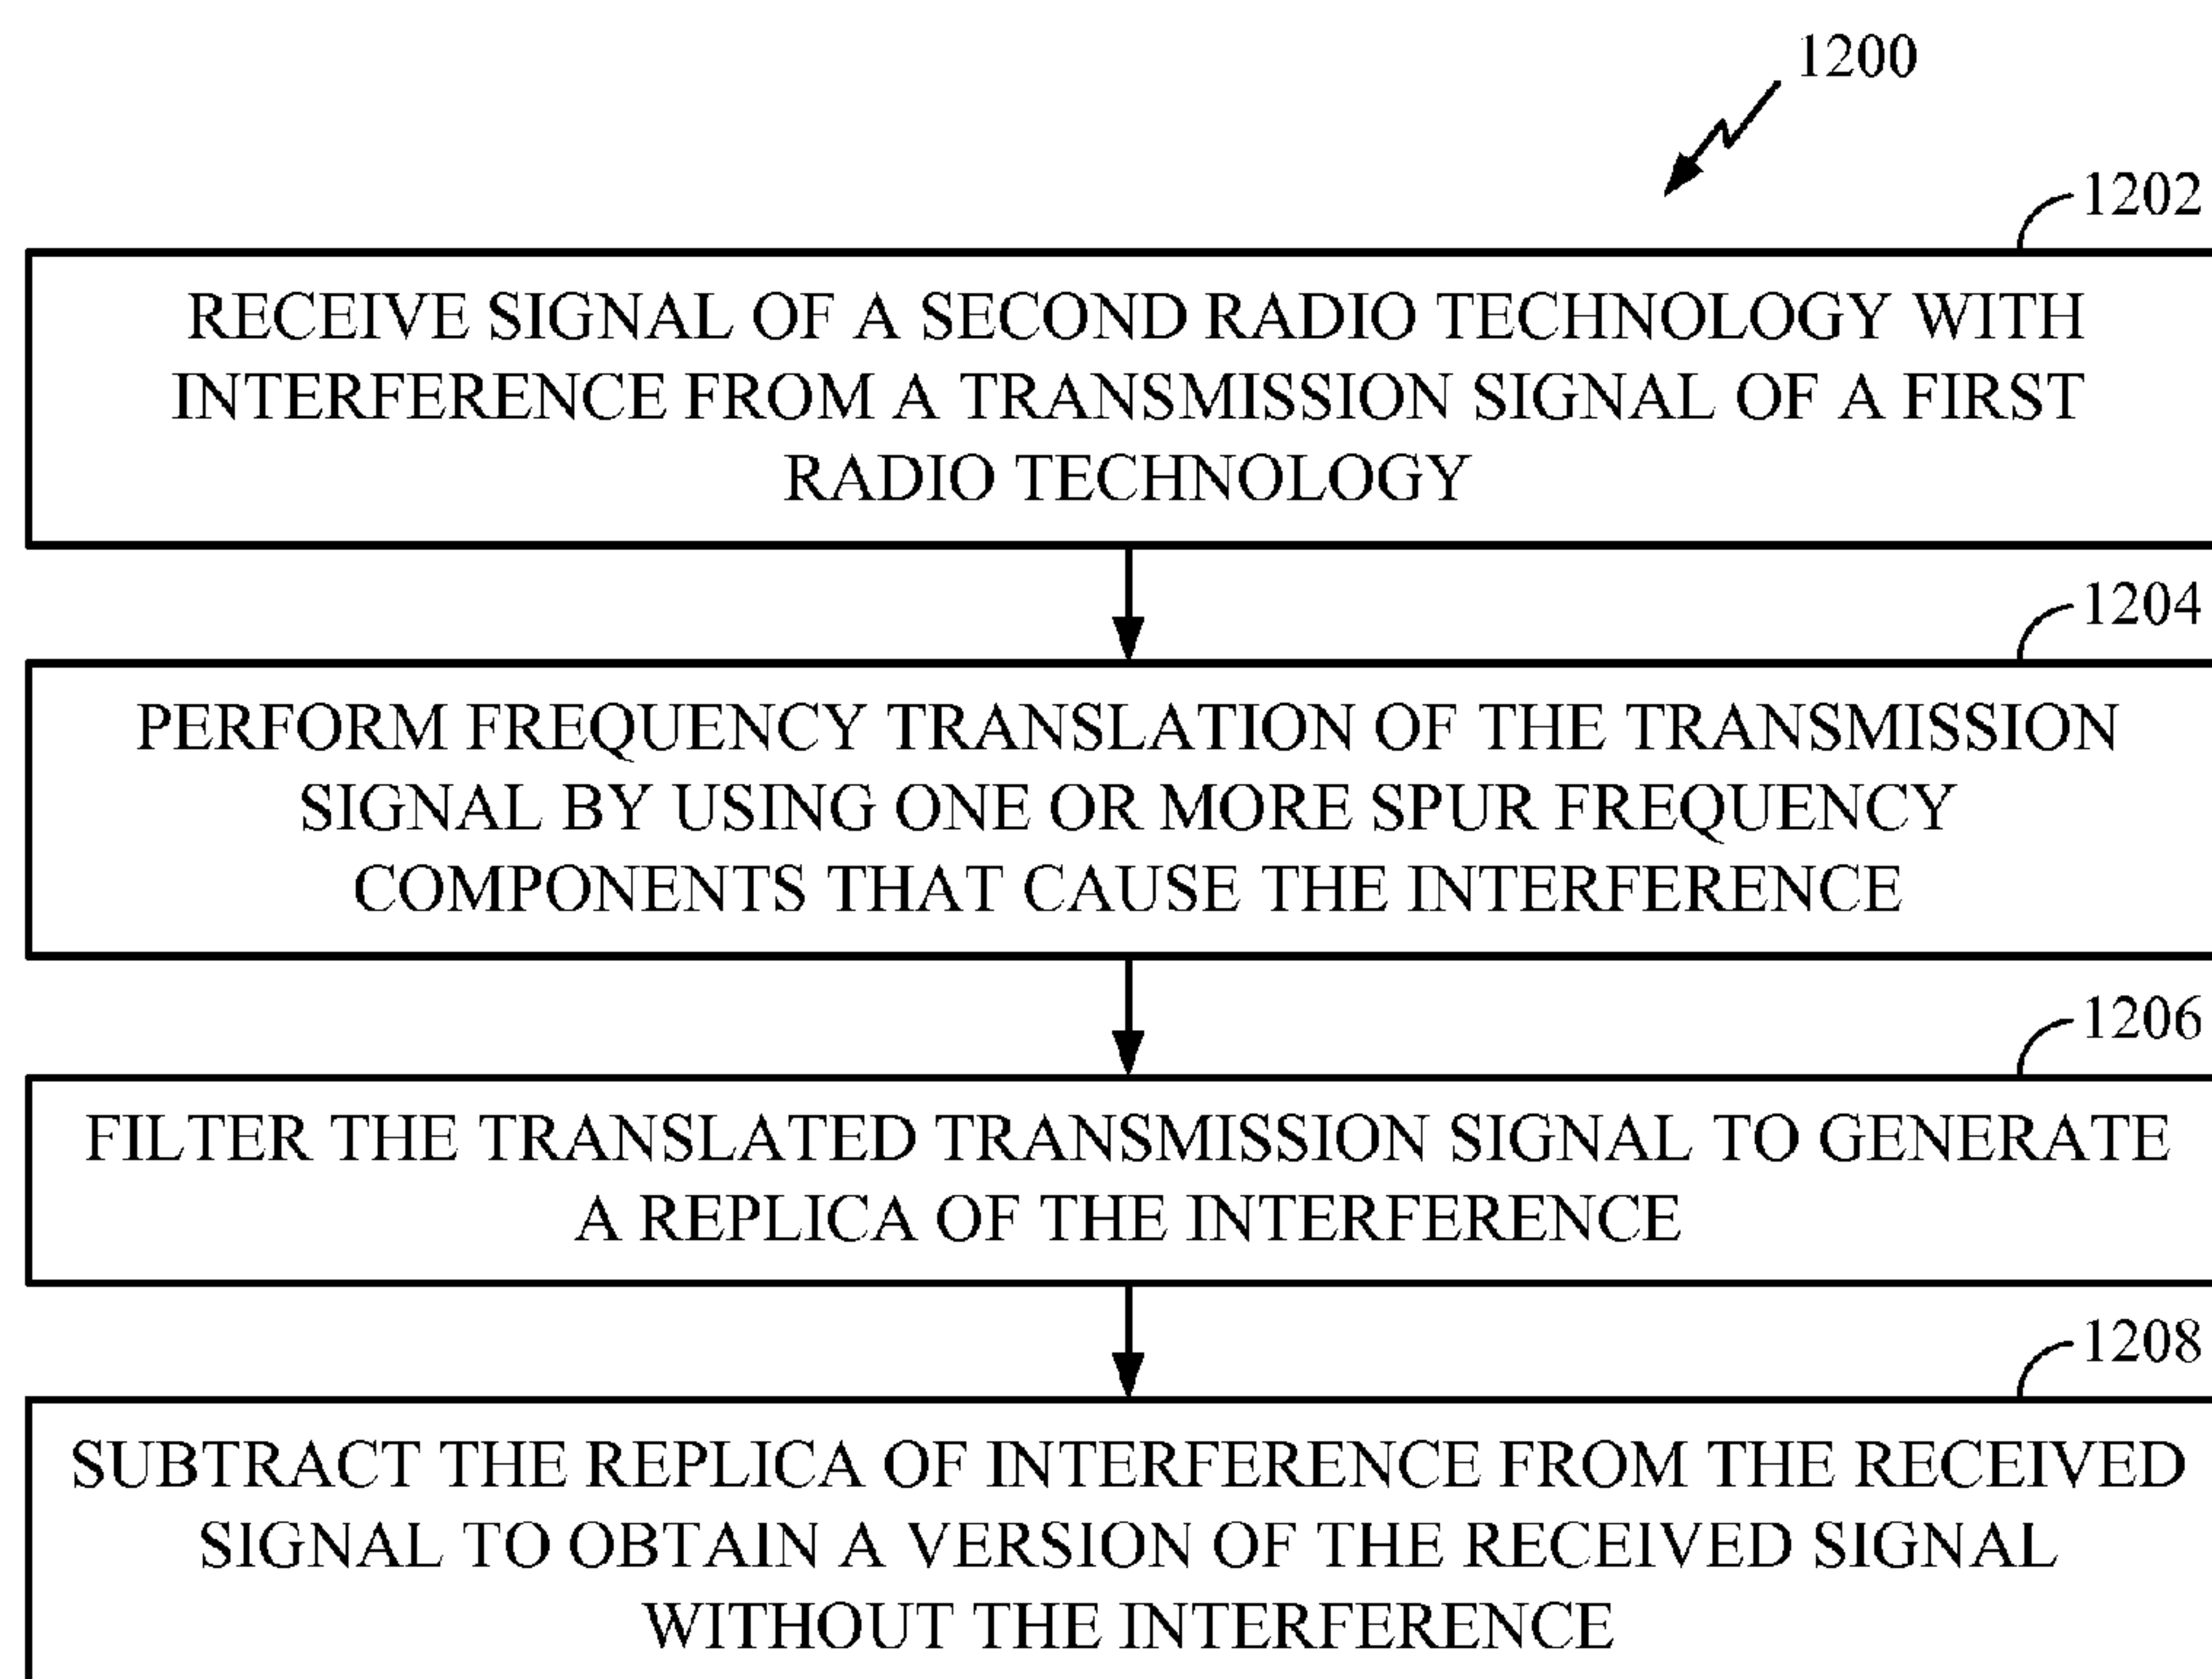 1200
1202
RECEIVE SIGNAL OF A SECOND RADIO TECHNOLOGY WITH
INTERFERENCE FROM A TRANSMISSION SIGNAL OF A FIRST
RADIO TECHNOLOGY
1204
PERFORM FREQUENCY TRANSLATION OF THE TRANSMISSION
SIGNAL BY USING ONE OR MORE SPUR FREQUENCY
COMPONENTS THAT CAUSE THE INTERFERENCE
1206
FILTER THE TRANSLATED TRANSMISSION SIGNAL TO GENERATE
A REPLICA OF THE INTERFERENCE
1208
SUBTRACT THE REPLICA OF INTERFERENCE FROM THE RECEIVED
SIGNAL TO OBTAIN A VERSION OF THE RECEIVED SIGNAL
WITHOUT THE INTERFERENCE